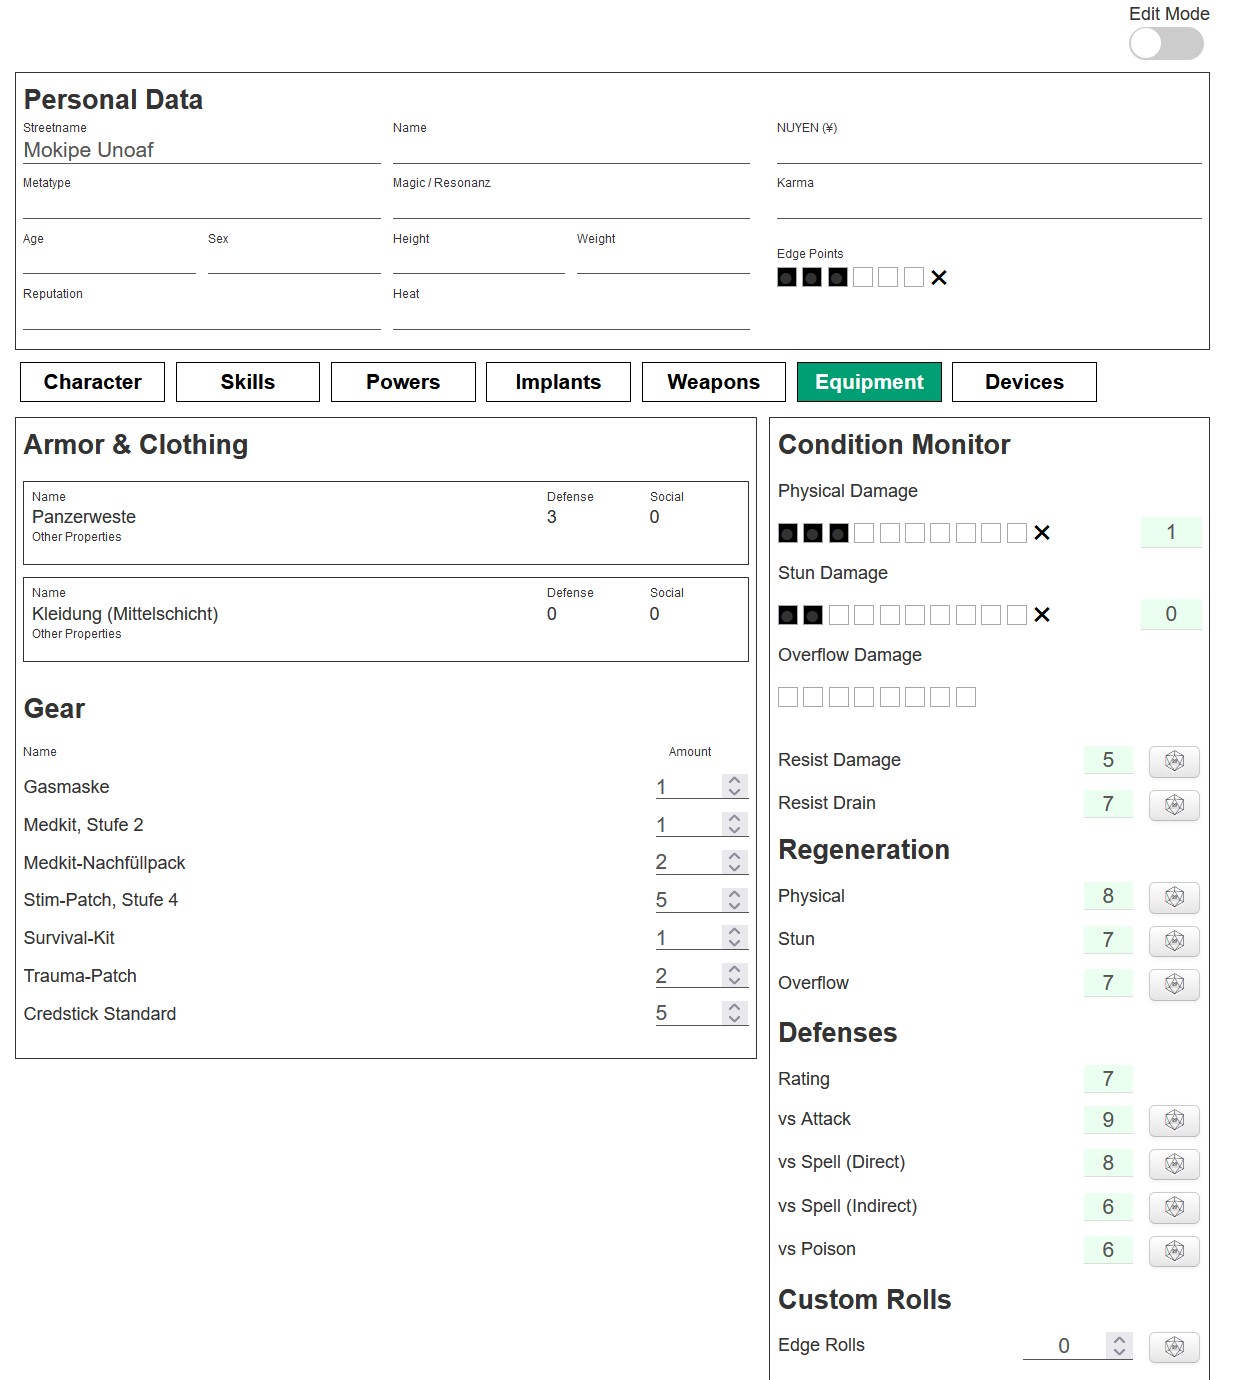 Edit Mode
Personal Data
Streetname Name NUYEN (¥)
Mokipe Unoaf
Metatype Magic / Resonanz Karma
Age Sex Height Weight
Edge Points
Reputation Heat
Character Skills Powers Implants Weapons Equipment Devices
Armor & Clothing
Name Defense Social
Panzerweste 3 0
Other Properties
Name Defense Social
Kleidung (Mittelschicht) 0 0
Other Properties
Gear
Name Amount
Gasmaske 1
Medkit, Stufe 2 1
Medkit-Nachfüllpack 2
Stim-Patch, Stufe 4 5
Survival-Kit 1
Trauma-Patch 2
Credstick Standard 5
Condition Monitor
Physical Damage
1
Stun Damage
0
Overflow Damage
Resist Damage 5
Resist Drain 7
Regeneration
Physical 8
Stun 7
Overflow 7
Defenses
Rating 7
vs Attack 9
vs Spell (Direct) 8
vs Spell (Indirect) 6
vs Poison 6
Custom Rolls
Edge Rolls 0